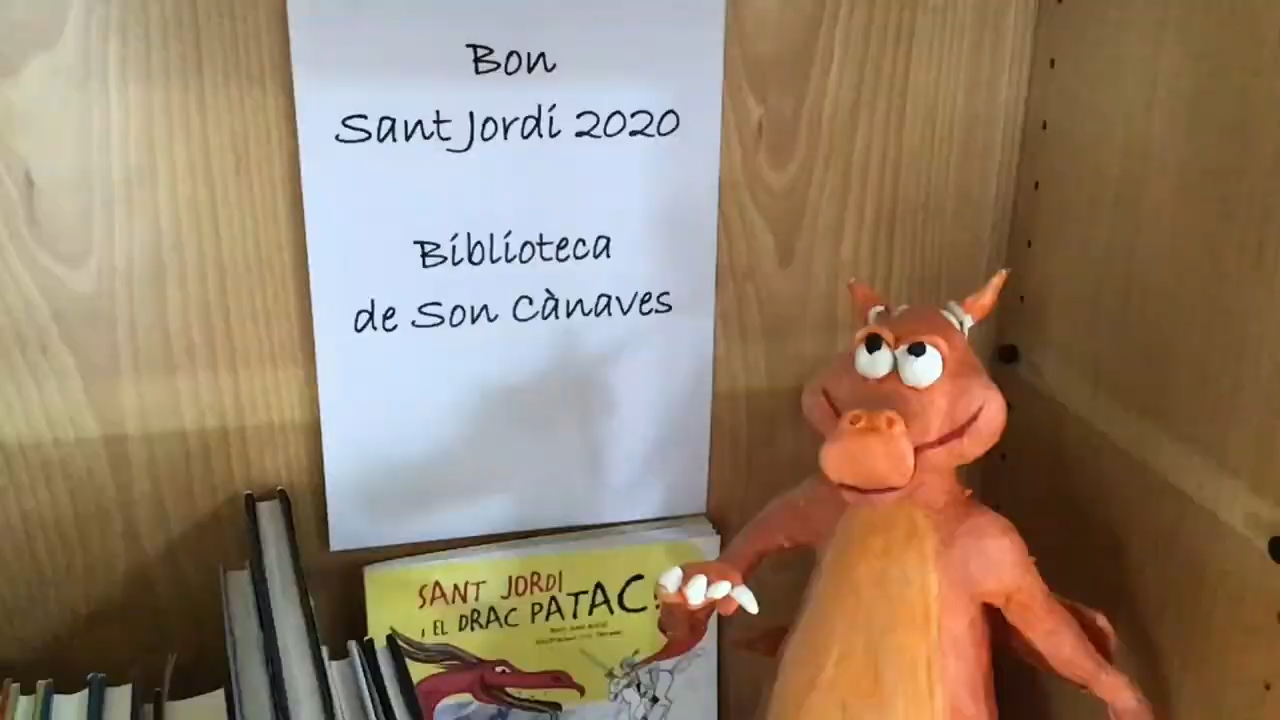 Bon
Sant Jordi 2020
Biblioteca
de Son Cànaves
SANT JORDI
I EL DRAC PATAC!